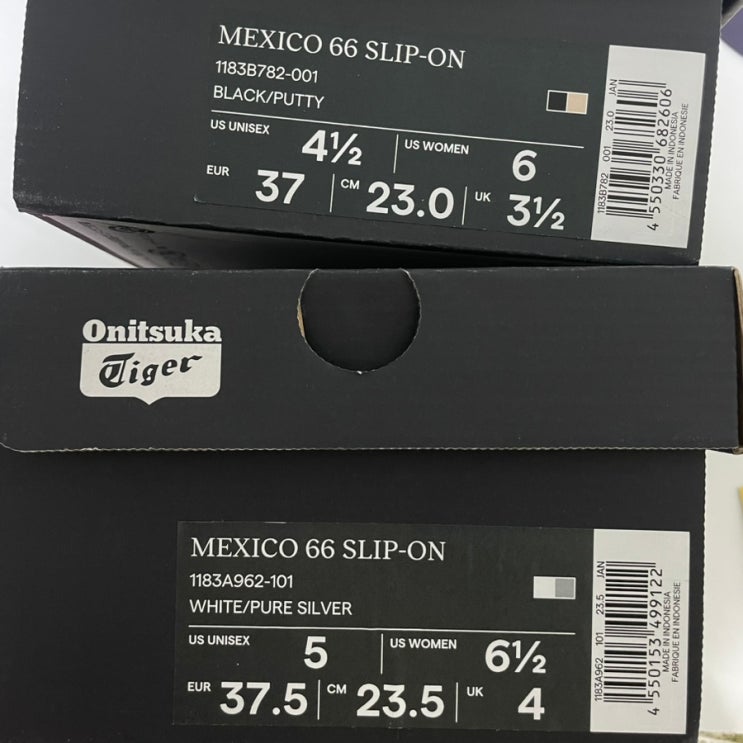 MEXICO 66 SLIP-ON
1183B782-001
BLACK/PUTTY
US UNISEX 4½ US WOMEN 6
EUR 37 CM 23.0 UK 3½
1183B782 001 23.0 JAN
4 550330 682606
MADE IN INDONESIA
FABRIQUE EN INDONESIE
Onitsuka
Tiger
MEXICO 66 SLIP-ON
1183A962-101
WHITE/PURE SILVER
US UNISEX 5 US WOMEN 6½
EUR 37.5 CM 23.5 UK 4
1183A962 101 23.5 JAN
4 550153 499122
MADE IN INDONESIA
FABRIQUE EN INDONESIE